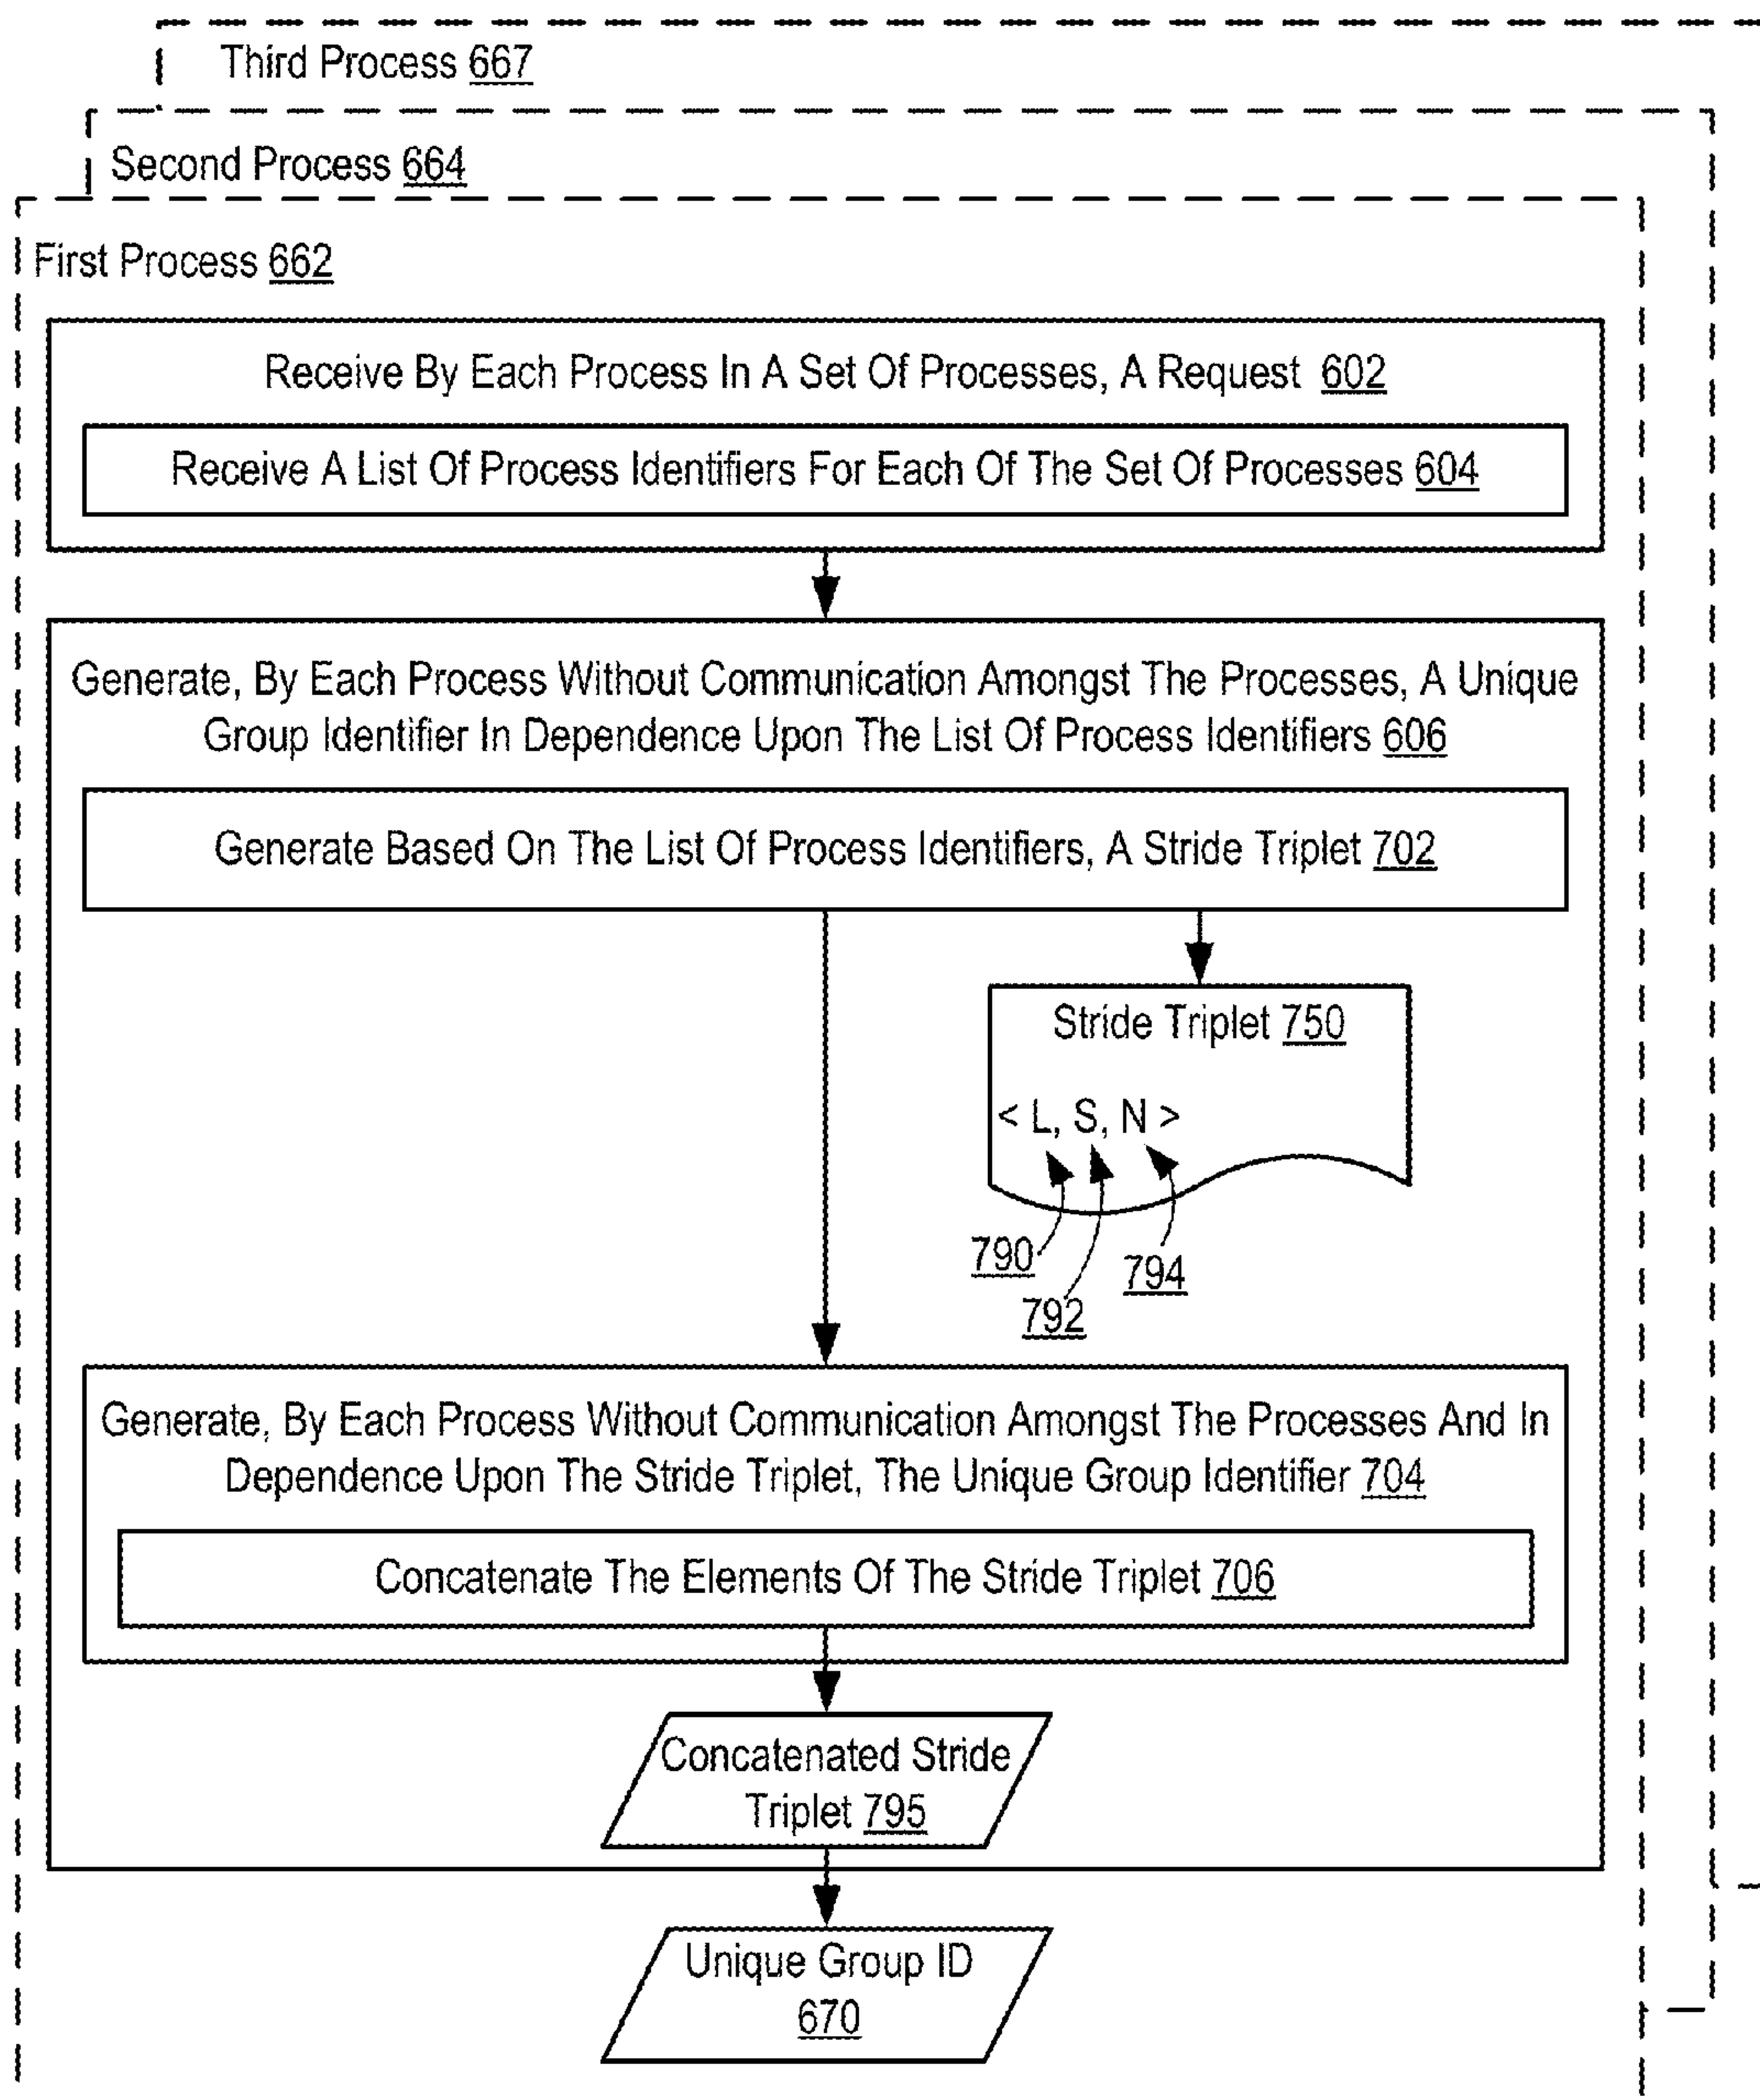 Third Process 667
Second Process 664
First Process 662
Receive By Each Process In A Set Of Processes, A Request 602
Receive A List Of Process Identifiers For Each Of The Set Of Processes 604
Generate, By Each Process Without Communication Amongst The Processes, A Unique
Group Identifier In Dependence Upon The List Of Process Identifiers 606
Generate Based On The List Of Process Identifiers, A Stride Triplet 702
Stride Triplet 750
< L, S, N >
790
794
792
Generate, By Each Process Without Communication Amongst The Processes And In
Dependence Upon The Stride Triplet, The Unique Group Identifier 704
Concatenate The Elements Of The Stride Triplet 706
Concatenated Stride
Triplet 795
Unique Group ID
670